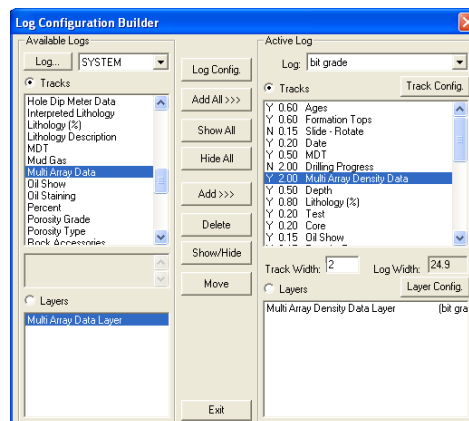 Log Configuration Builder
Available Logs
Log...
SYSTEM
Tracks
Hole Dip Meter Data
Interpreted Lithology
Lithology (%)
Lithology Description
MDT
Mud Gas
Multi Array Data
Oil Show
Oil Staining
Percent
Porosity Grade
Porosity Type
Rock Accessories
Layers
Multi Array Data Layer
Log Config.
Add All >>>
Show All
Hide All
Add >>>
Delete
Show/Hide
Move
Exit
Active Log
Log: bit grade
Tracks
Track Config.
Y 0.60 Ages
Y 0.60 Formation Tops
N 0.15 Slide - Rotate
Y 0.20 Date
Y 0.50 MDT
N 2.00 Drilling Progress
Y 2.00 Multi Array Density Data
Y 0.50 Depth
Y 0.80 Lithology (%)
Y 0.20 Test
Y 0.20 Core
Y 0.15 Oil Show
Track Width: 2
Log Width: 24.9
Layers
Layer Config.
Multi Array Density Data Layer (bit gra